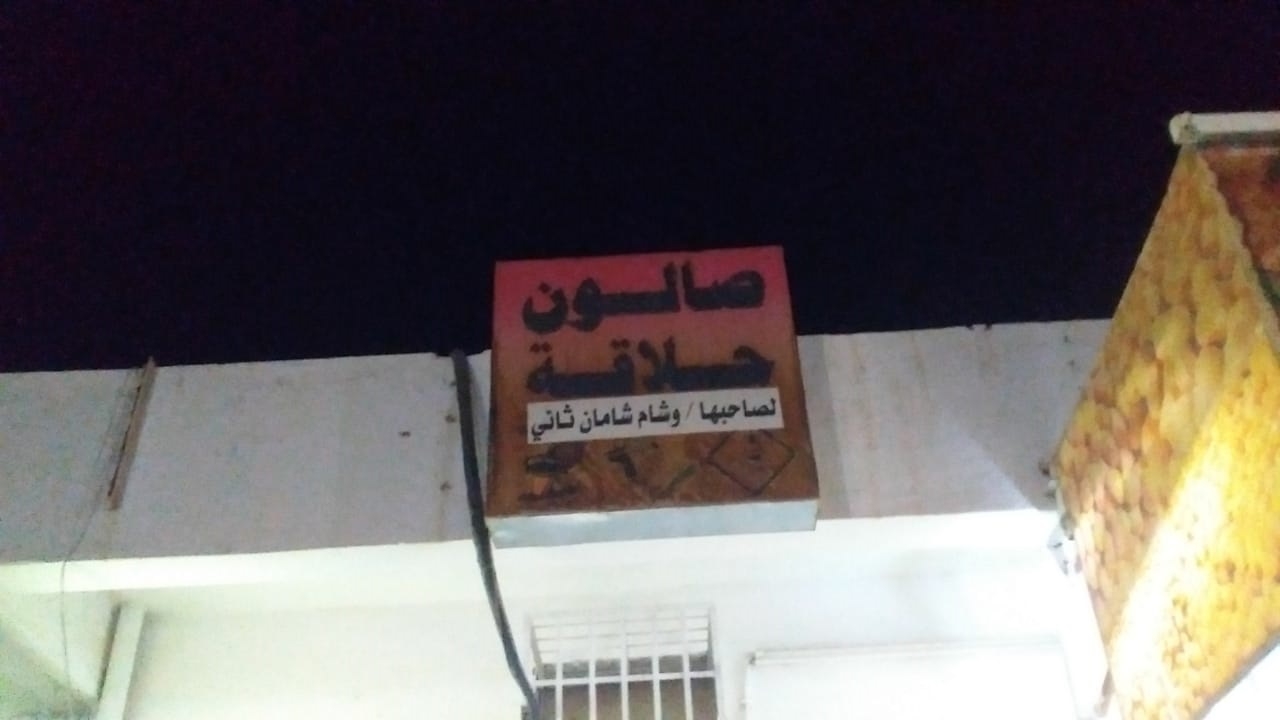 صالون
حلاقة
لصاحبها / وشام شامان ثاني